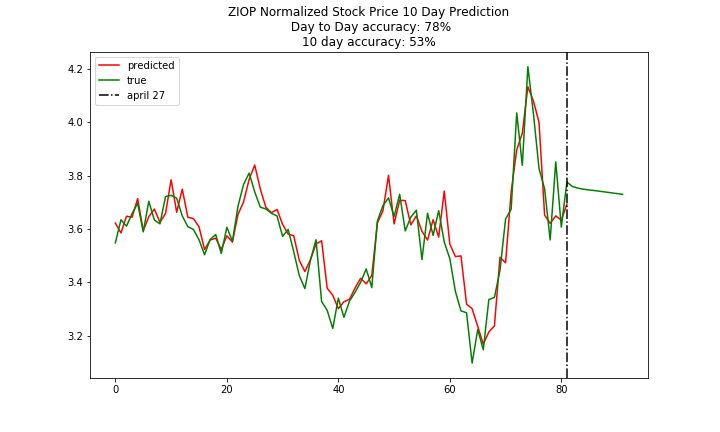 ZIOP Normalized Stock Price 10 Day Prediction
Day to Day accuracy: 78%
10 day accuracy: 53%
predicted
true
april 27
4.2
4.0
3.8
3.6
3.4
3.2
0 20 40 60 80